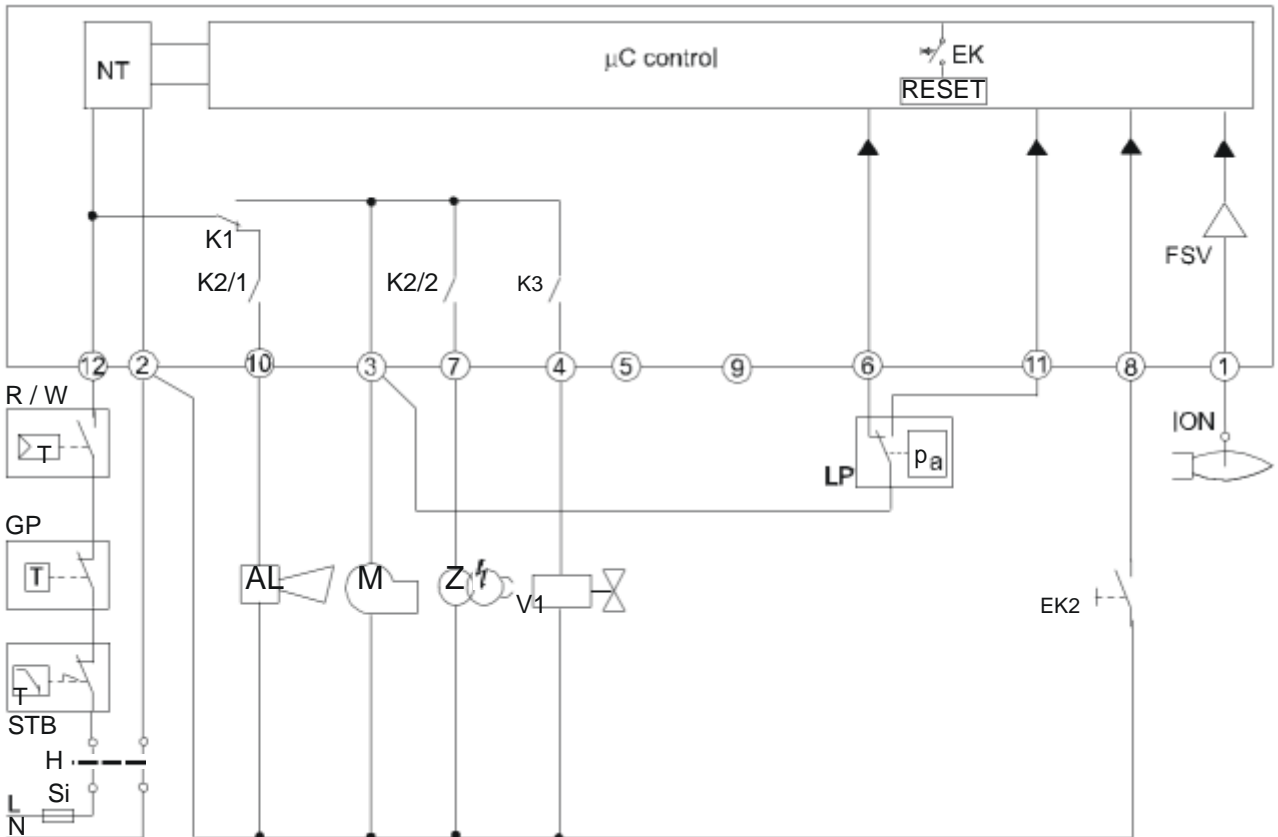 NT
μC control
EK
RESET
K1
FSV
K2/1
K2/2
K3
12
2
10
3
7
4
5
9
6
11
8
1
R / W
T
ION
LP
pa
GP
T
AL
M
Z
V1
EK2
T
STB
H
Si
L
N